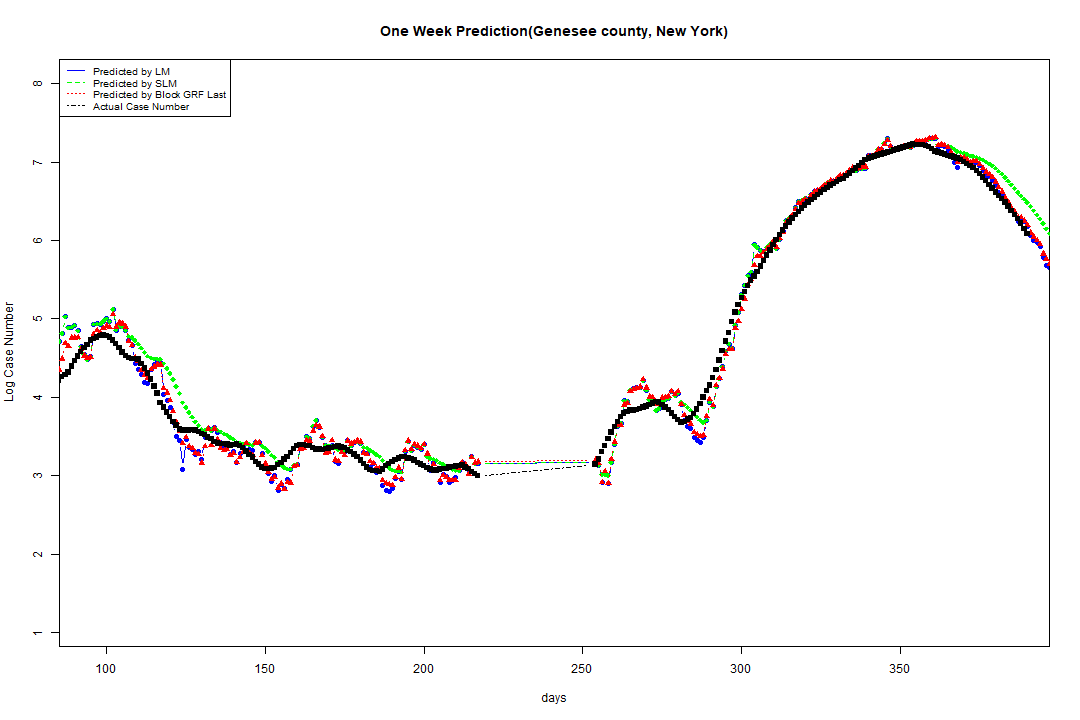 One Week Prediction(Genesee county, New York)
Predicted by LM
Predicted by SLM
Predicted by Block GRF Last
Actual Case Number
Log Case Number
8
7
6
5
4
3
2
1
100 150 200 250 300 350
days